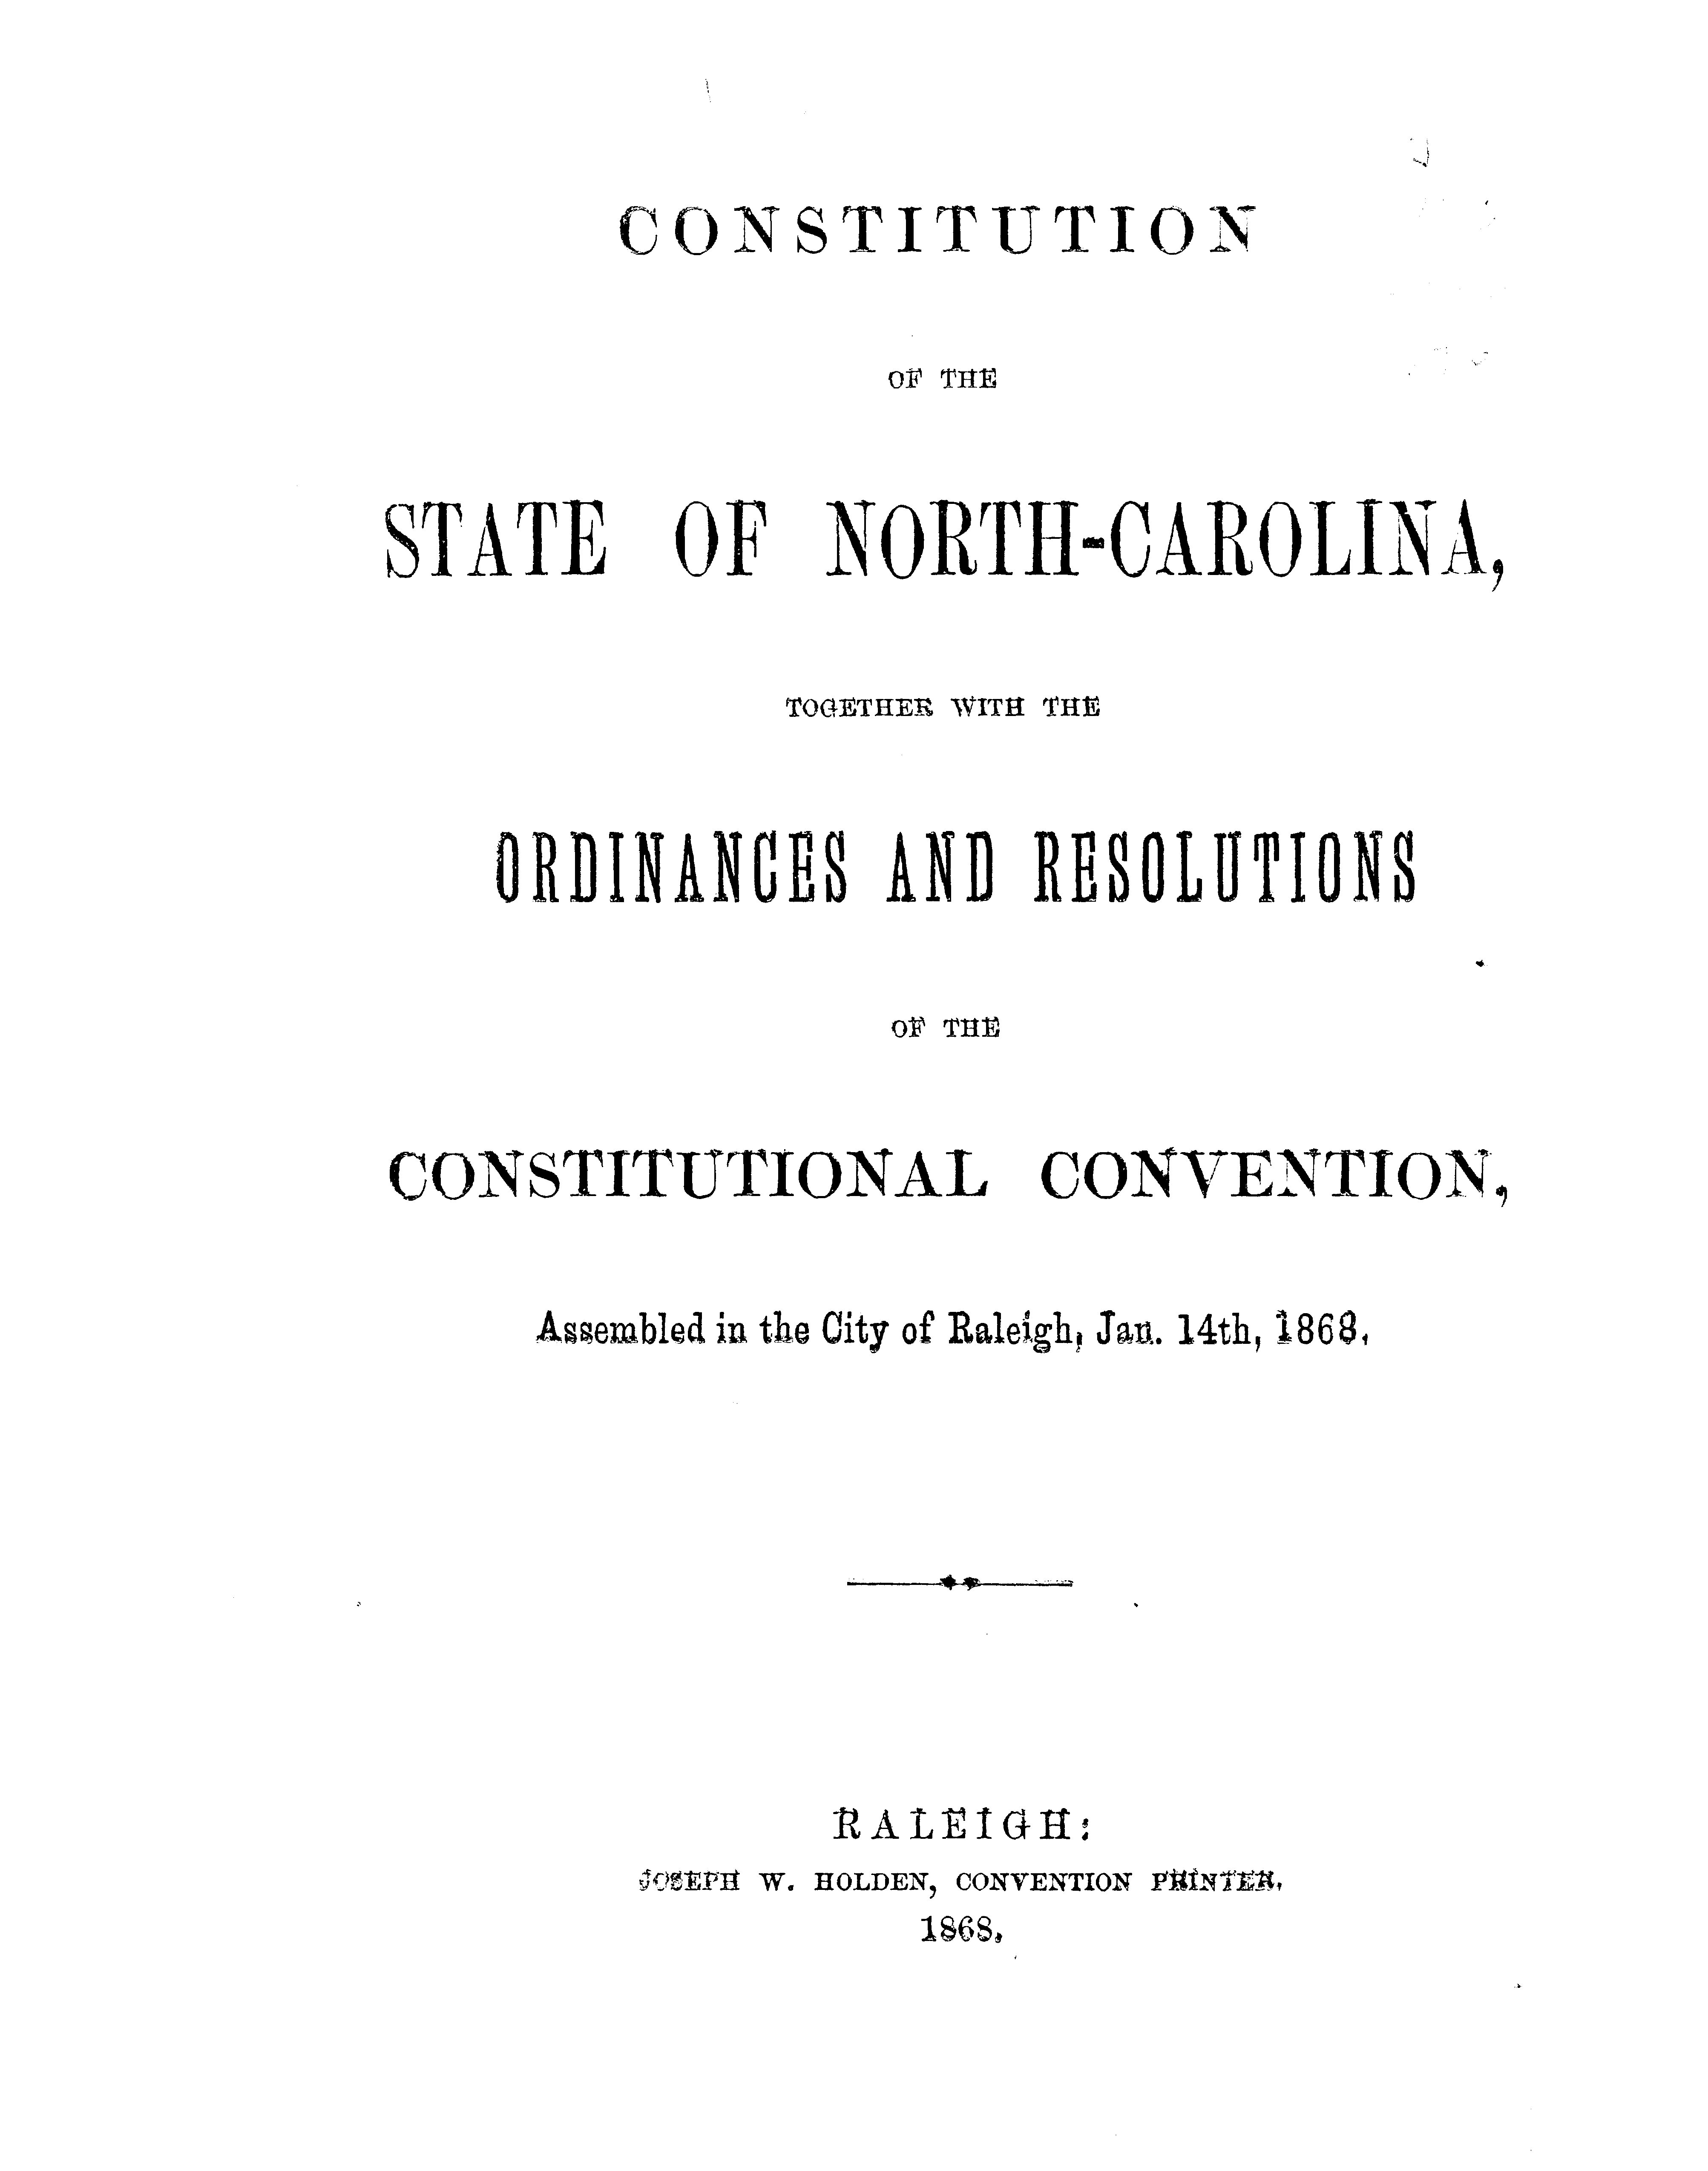 CONSTITUTION
OF THE
STATE OF NORTH-CAROLINA,
TOGETHER WITH THE
ORDINANCES AND RESOLUTIONS
OF THE
CONSTITUTIONAL CONVENTION,
Assembled in the City of Raleigh, Jan. 14th, 1868.
RALEIGH:
JOSEPH W. HOLDEN, CONVENTION PRINTER.
1868.